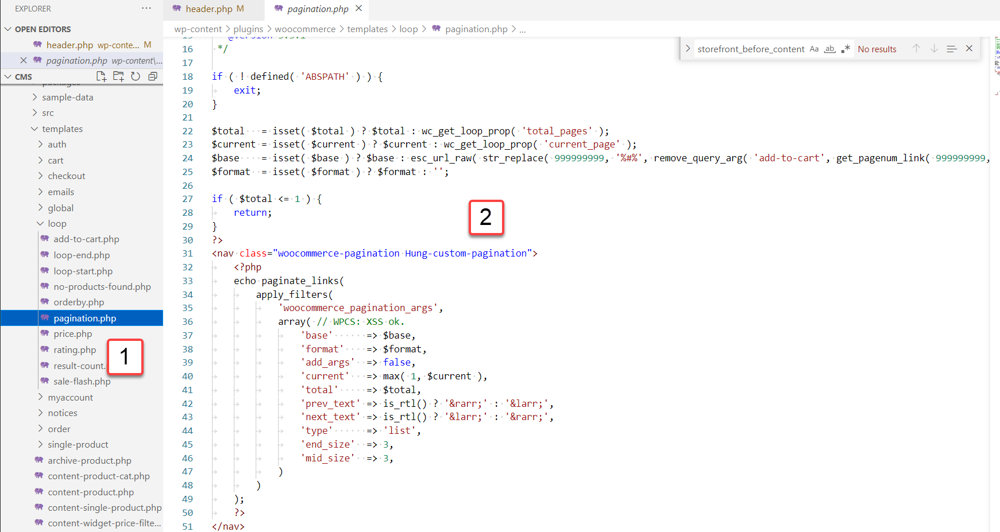 EXPLORER ...
OPEN EDITORS
header.php wp-conte... M
pagination.php wp-content\...
CMS
packages
sample-data
src
templates
auth
cart
checkout
emails
global
loop
add-to-cart.php
loop-end.php
loop-start.php
no-products-found.php
orderby.php
pagination.php
price.php
rating.php
result-count.
sale-flash.php
1
myaccount
notices
order
single-product
archive-product.php
content-product-cat.php
content-product.php
content-single-product.php
content-widget-price-filte...
header.php M
pagination.php
wp-content > plugins > woocommerce > templates > loop > pagination.php > ...
storefront_before_content Aa ab .* No results
15 * @version 3.3.1
16 */
17
18 if ( ! defined( 'ABSPATH' ) ) {
19 exit;
20 }
21
22 $total = isset( $total ) ? $total : wc_get_loop_prop( 'total_pages' );
23 $current = isset( $current ) ? $current : wc_get_loop_prop( 'current_page' );
24 $base = isset( $base ) ? $base : esc_url_raw( str_replace( 999999999, '%#%', remove_query_arg( 'add-to-cart', get_pagenum_link( 999999999,
25 $format = isset( $format ) ? $format : '';
26
27 if ( $total <= 1 ) {
28 return;
29 }
30 ?>
2
31 <nav class="woocommerce-pagination Hung-custom-pagination">
32 <?php
33 echo paginate_links(
34 apply_filters(
35 'woocommerce_pagination_args',
36 array( // WPCS: XSS ok.
37 'base' => $base,
38 'format' => $format,
39 'add_args' => false,
40 'current' => max( 1, $current ),
41 'total' => $total,
42 'prev_text' => is_rtl() ? '&rarr;' : '&larr;',
43 'next_text' => is_rtl() ? '&larr;' : '&rarr;',
44 'type' => 'list',
45 'end_size' => 3,
46 'mid_size' => 3,
47 )
48 )
49 );
50 ?>
51 </nav>